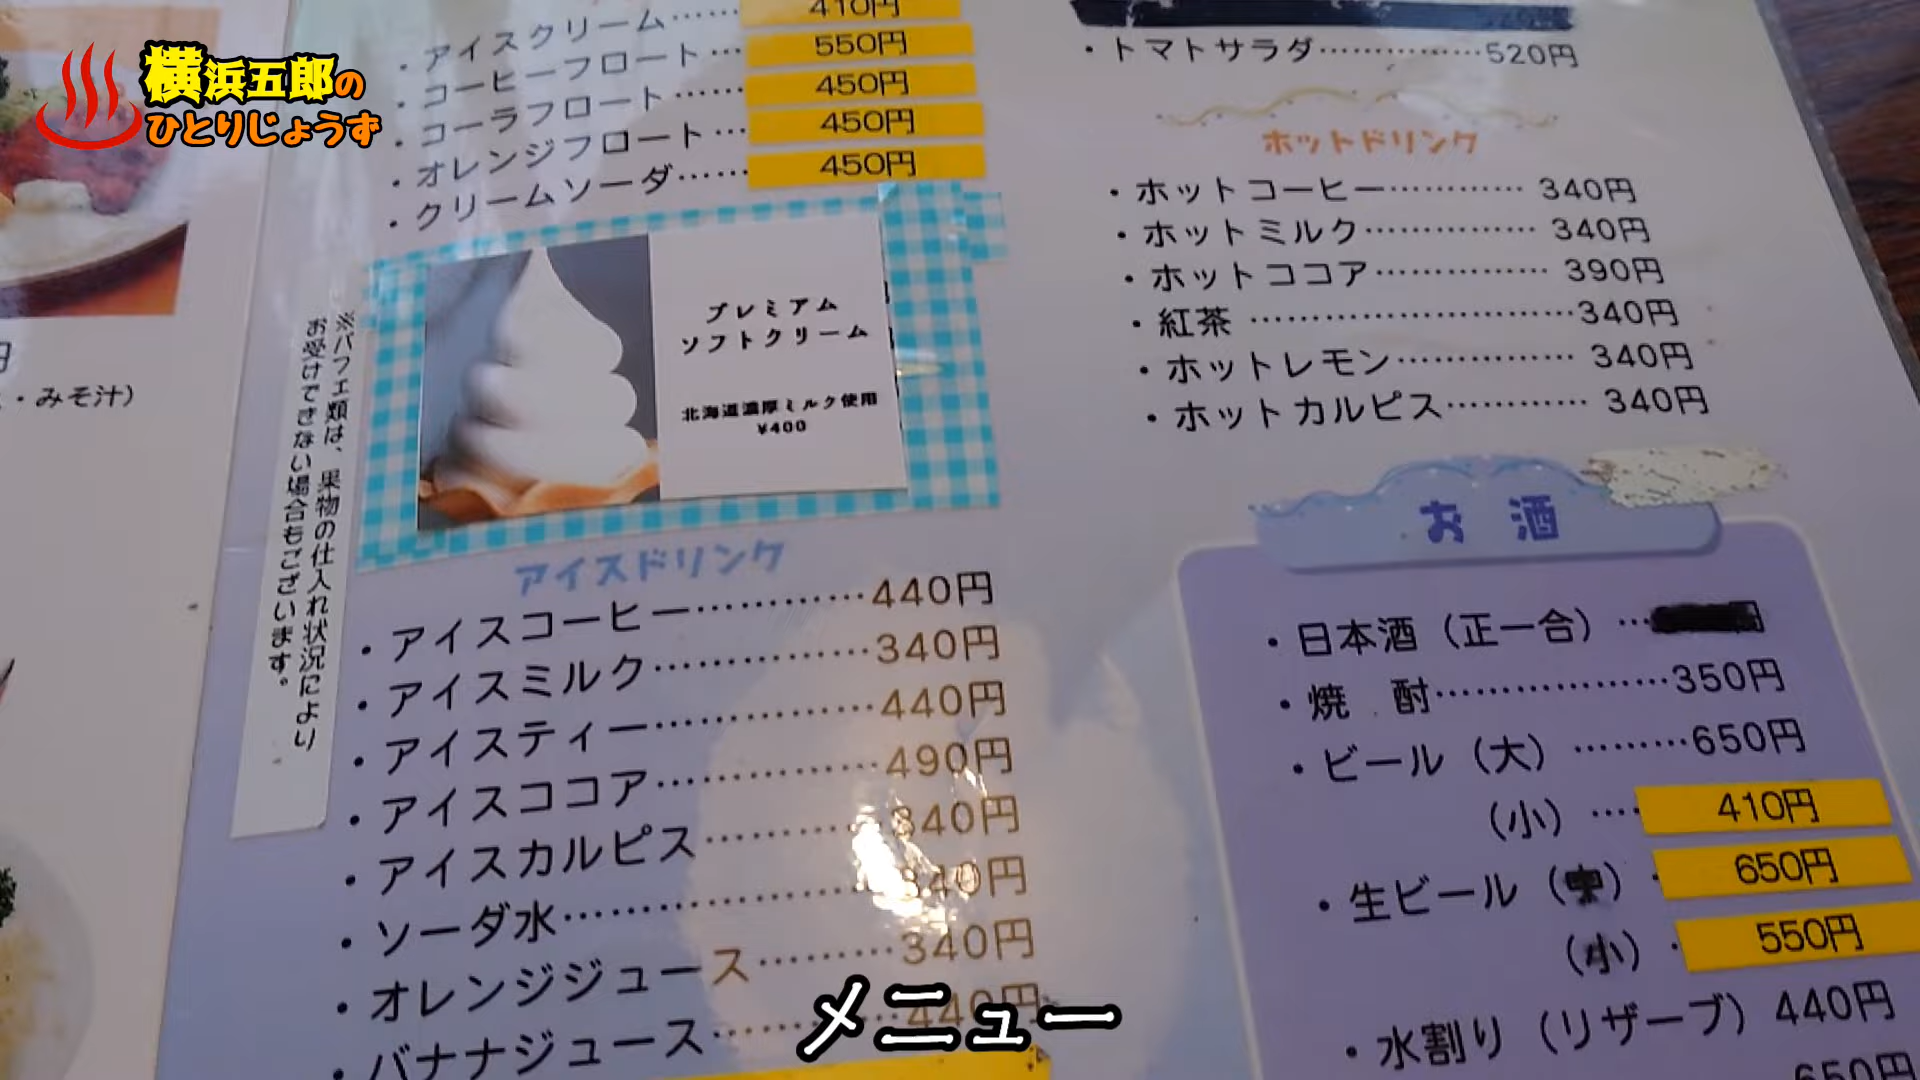 横浜五郎の
ひとりじょうず
・みそ汁）
※パフェ類は、果物の仕入れ状況により
お受けできない場合もございます。
・アイスクリーム…… 410円
・コーヒーフロート… 550円
・コーラフロート…… 450円
・オレンジフロート… 450円
・クリームソーダ…… 450円
プレミアム
ソフトクリーム
北海道濃厚ミルク使用
¥400
アイスドリンク
・アイスコーヒー…………440円
・アイスミルク……………340円
・アイスティー……………440円
・アイスココア……………490円
・アイスカルピス…………340円
・ソーダ水…………………340円
・オレンジジュース………340円
・バナナジュース…………440円
・トマトサラダ……………520円
ホットドリンク
・ホットコーヒー…………340円
・ホットミルク……………340円
・ホットココア……………390円
・紅茶………………………340円
・ホットレモン……………340円
・ホットカルピス…………340円
お酒
・日本酒（正一合）…
・焼酎………………………350円
・ビール（大）………650円
（小）…… 410円
・生ビール（中） 650円
（小） 550円
・水割り（リザーブ）440円
650円
メニュー